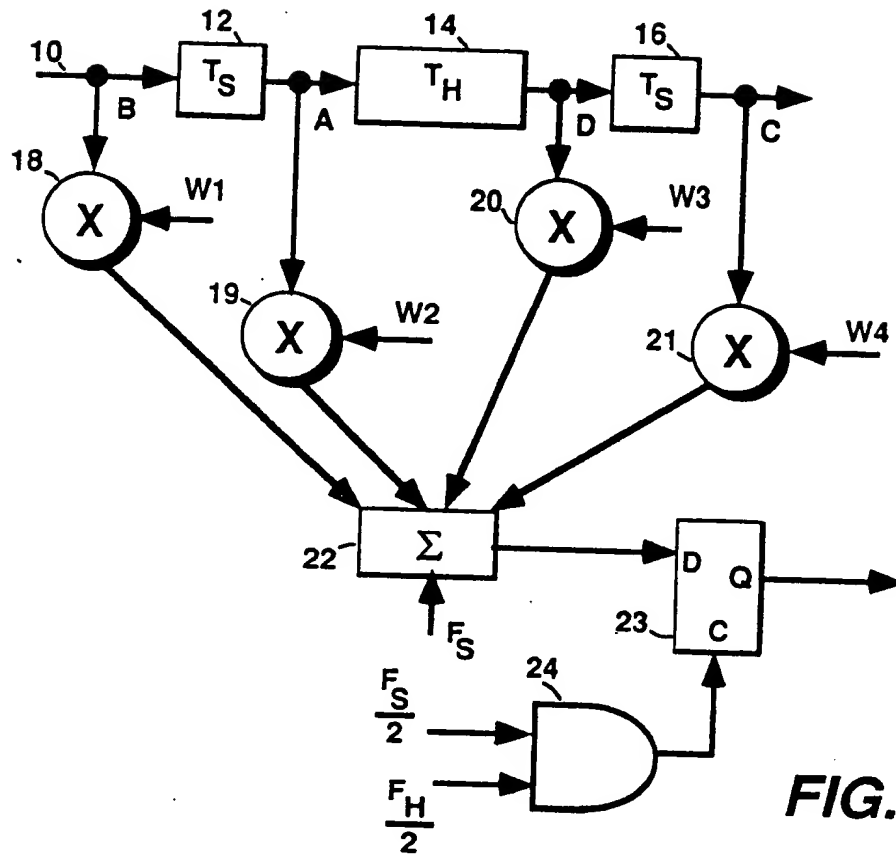 12
14
16
10
T_S
T_H
T_S
B
A
D
C
18
X
W1
20
X
W3
19
X
W2
21
X
W4
22
Σ
F_S
D
Q
C
23
24
F_S/2
F_H/2
FIG.